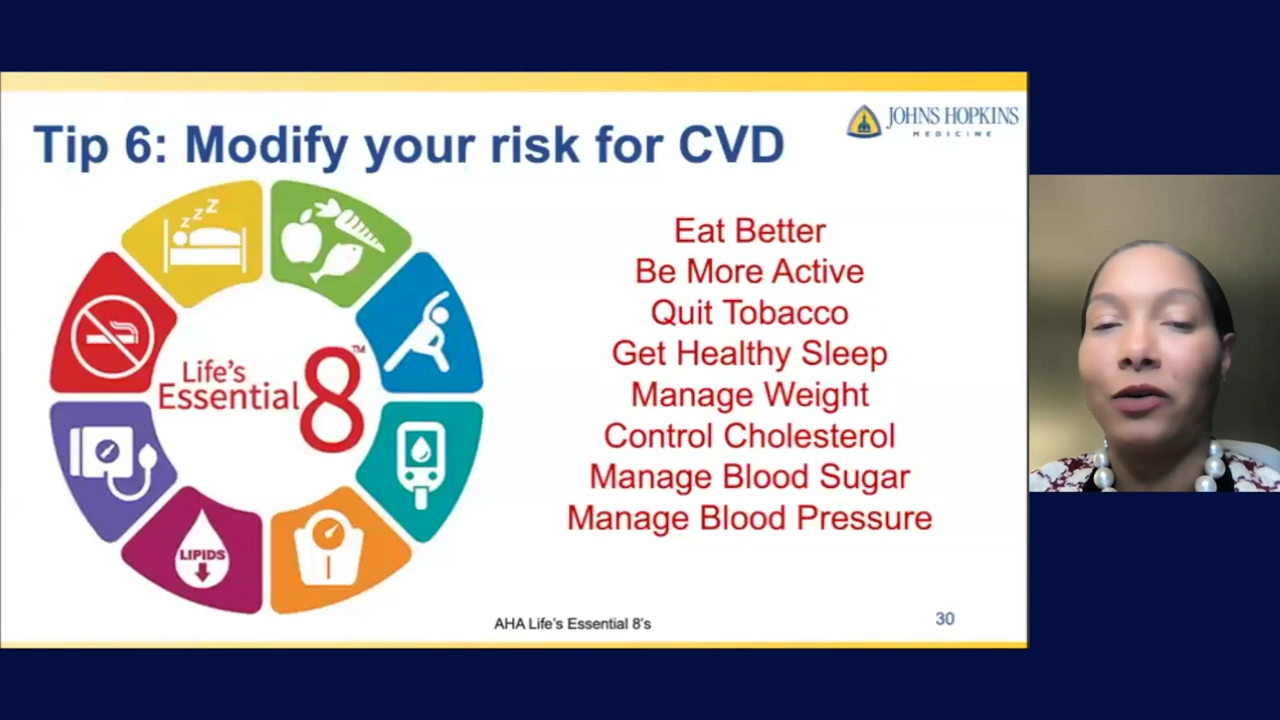 Tip 6: Modify your risk for CVD
JOHNS HOPKINS
MEDICINE
z z z
Life's
Essential 8™
LIPIDS
Eat Better
Be More Active
Quit Tobacco
Get Healthy Sleep
Manage Weight
Control Cholesterol
Manage Blood Sugar
Manage Blood Pressure
AHA Life's Essential 8's
30